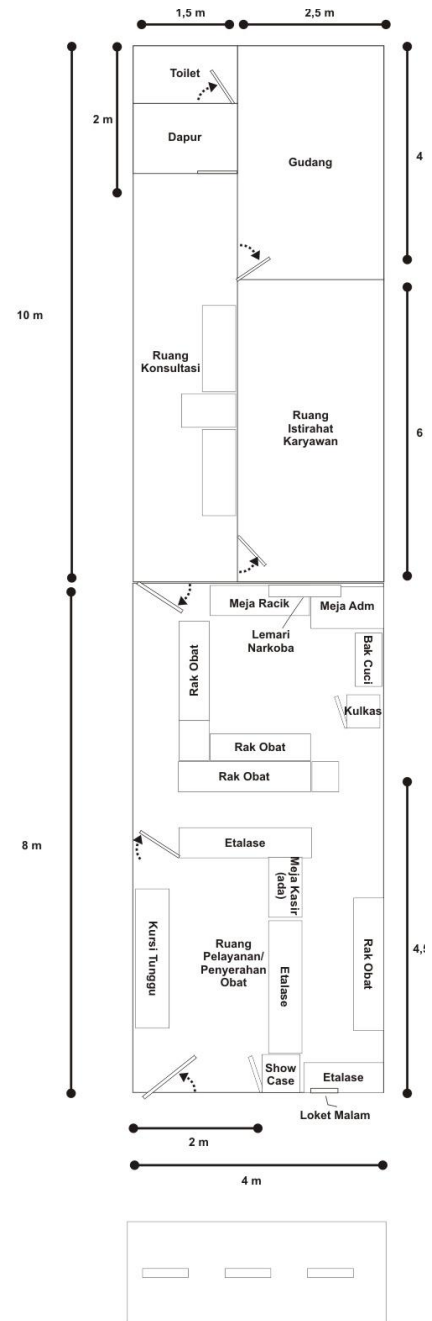 1,5 m
2,5 m
Toilet
2 m
Dapur
Gudang
4
10 m
Ruang
Konsultasi
Ruang
Istirahat
Karyawan
6
Meja Racik
Meja Adm
Lemari
Narkoba
Rak Obat
Bak Cuci
Kulkas
Rak Obat
Rak Obat
8 m
Etalase
Meja Kasir
(ada)
Kursi Tunggu
Ruang
Pelayanan/
Penyerahan
Obat
Etalase
Rak Obat
4,5
Show
Case
Etalase
Loket Malam
2 m
4 m